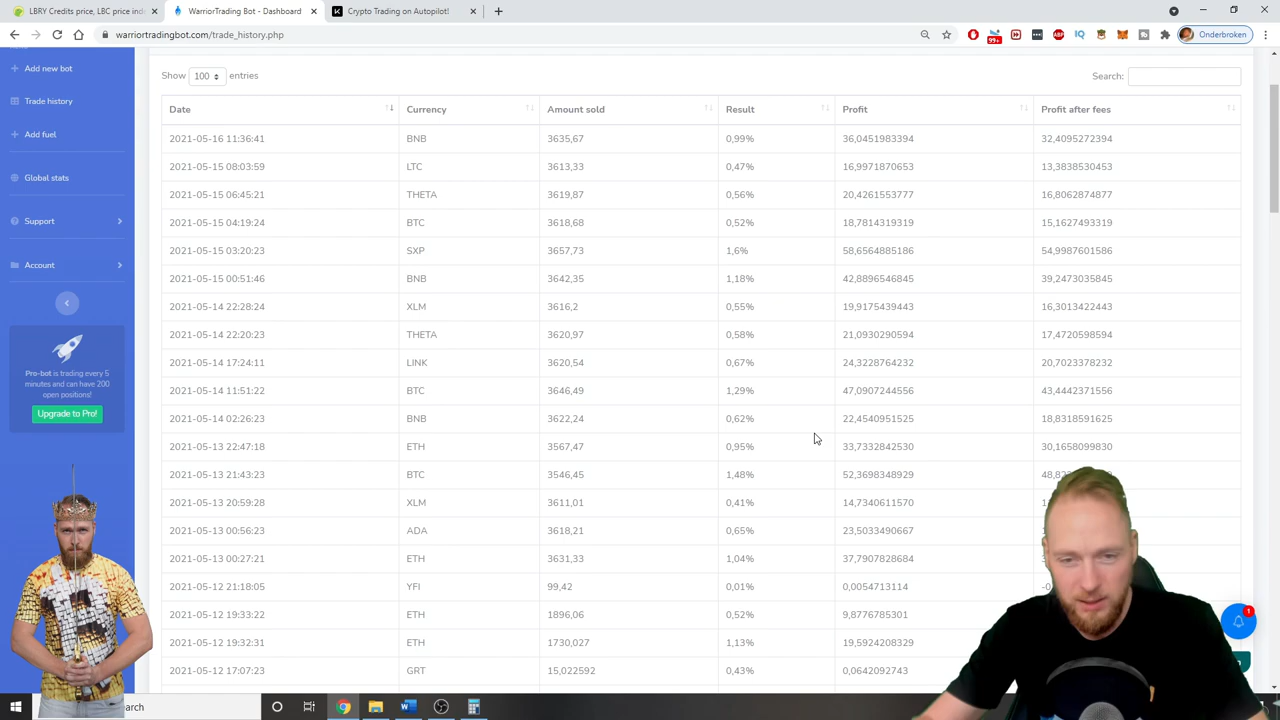 LBRY Credits price, LBC price ind
WarriorTrading Bot - Dashboard
Crypto Trading on Autopilot!
warriortradingbot.com/trade_history.php
99+
ABP
IQ
Onderbroken
Add new bot
Trade history
Add fuel
Global stats
Support
Account
Pro-bot is trading every 5
minutes and can have 200
open positions!
Upgrade to Pro!
Show 100 entries
Search:
Date Currency Amount sold Result Profit Profit after fees
2021-05-16 11:36:41 BNB 3635,67 0,99% 36,0451983394 32,4095272394
2021-05-15 08:03:59 LTC 3613,33 0,47% 16,9971870653 13,3838530453
2021-05-15 06:45:21 THETA 3619,87 0,56% 20,4261553777 16,8062874877
2021-05-15 04:19:24 BTC 3618,68 0,52% 18,7814319319 15,1627493319
2021-05-15 03:20:23 SXP 3657,73 1,6% 58,6564885186 54,9987601586
2021-05-15 00:51:46 BNB 3642,35 1,18% 42,8896546845 39,2473035845
2021-05-14 22:28:24 XLM 3616,2 0,55% 19,9175439443 16,3013422443
2021-05-14 22:20:23 THETA 3620,97 0,58% 21,0930290594 17,4720598594
2021-05-14 17:24:11 LINK 3620,54 0,67% 24,3228764232 20,7023378232
2021-05-14 11:51:22 BTC 3646,49 1,29% 47,0907244556 43,4442371556
2021-05-14 02:26:23 BNB 3622,24 0,62% 22,4540951525 18,8318591625
2021-05-13 22:47:18 ETH 3567,47 0,95% 33,7332842530 30,1658099830
2021-05-13 21:43:23 BTC 3546,45 1,48% 52,3698348929
2021-05-13 20:59:28 XLM 3611,01 0,41% 14,7340611570
2021-05-13 00:56:23 ADA 3618,21 0,65% 23,5033490667
2021-05-13 00:27:21 ETH 3631,33 1,04% 37,7907828684
2021-05-12 21:18:05 YFI 99,42 0,01% 0,0054713114
2021-05-12 19:33:22 ETH 1896,06 0,52% 9,8776785301
2021-05-12 19:32:31 ETH 1730,027 1,13% 19,5924208329
2021-05-12 17:07:23 GRT 15,022592 0,43% 0,0642092743
1
earch